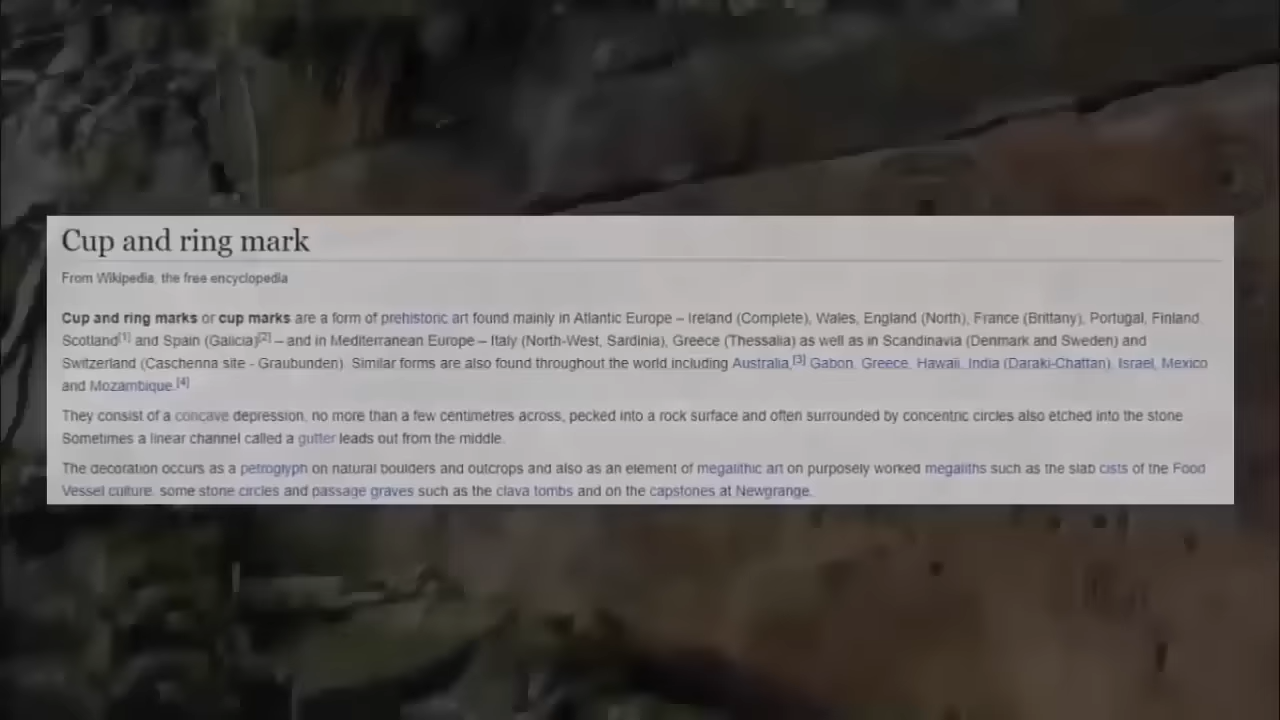 Cup and ring mark
From Wikipedia, the free encyclopedia
Cup and ring marks or cup marks are a form of prehistoric art found mainly in Atlantic Europe – Ireland (Complete), Wales, England (North), France (Brittany), Portugal, Finland,
Scotland[1] and Spain (Galicia)[2] – and in Mediterranean Europe – Italy (North-West, Sardinia), Greece (Thessalia) as well as in Scandinavia (Denmark and Sweden) and
Switzerland (Caschenna site - Graubunden). Similar forms are also found throughout the world including Australia,[3] Gabon, Greece, Hawaii, India (Daraki-Chattan), Israel, Mexico
and Mozambique.[4]
They consist of a concave depression, no more than a few centimetres across, pecked into a rock surface and often surrounded by concentric circles also etched into the stone.
Sometimes a linear channel called a gutter leads out from the middle.
The decoration occurs as a petroglyph on natural boulders and outcrops and also as an element of megalithic art on purposely worked megaliths such as the slab cists of the Food
Vessel culture, some stone circles and passage graves such as the clava tombs and on the capstones at Newgrange.